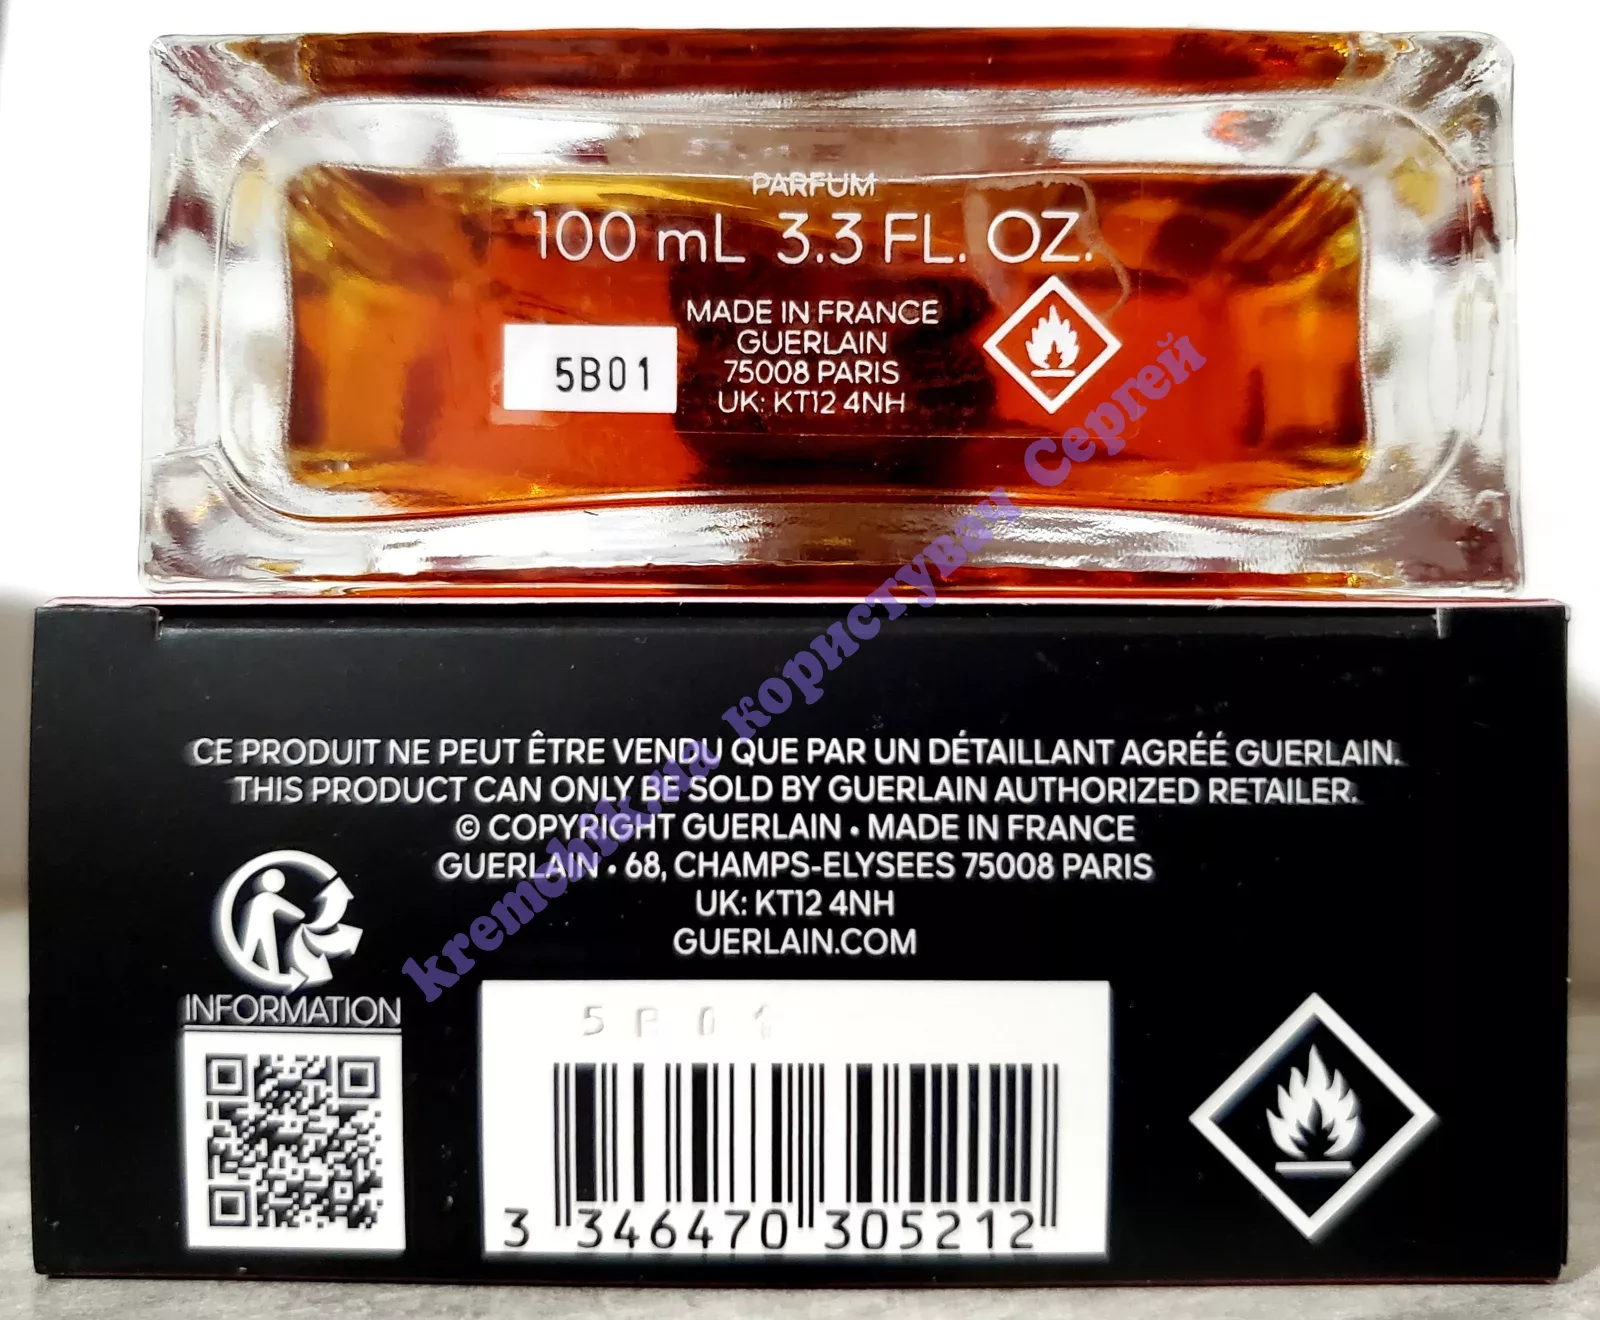 PARFUM
100 mL 3.3 FL. OZ.
MADE IN FRANCE
GUERLAIN
75008 PARIS
UK: KT12 4NH
5B01
kremchik.ua користувач Сергей
CE PRODUIT NE PEUT ÊTRE VENDU QUE PAR UN DÉTAILLANT AGRÉÉ GUERLAIN.
THIS PRODUCT CAN ONLY BE SOLD BY GUERLAIN AUTHORIZED RETAILER.
© COPYRIGHT GUERLAIN • MADE IN FRANCE
GUERLAIN • 68, CHAMPS-ELYSEES 75008 PARIS
UK: KT12 4NH
GUERLAIN.COM
INFORMATION
5B01
3 346470 305212